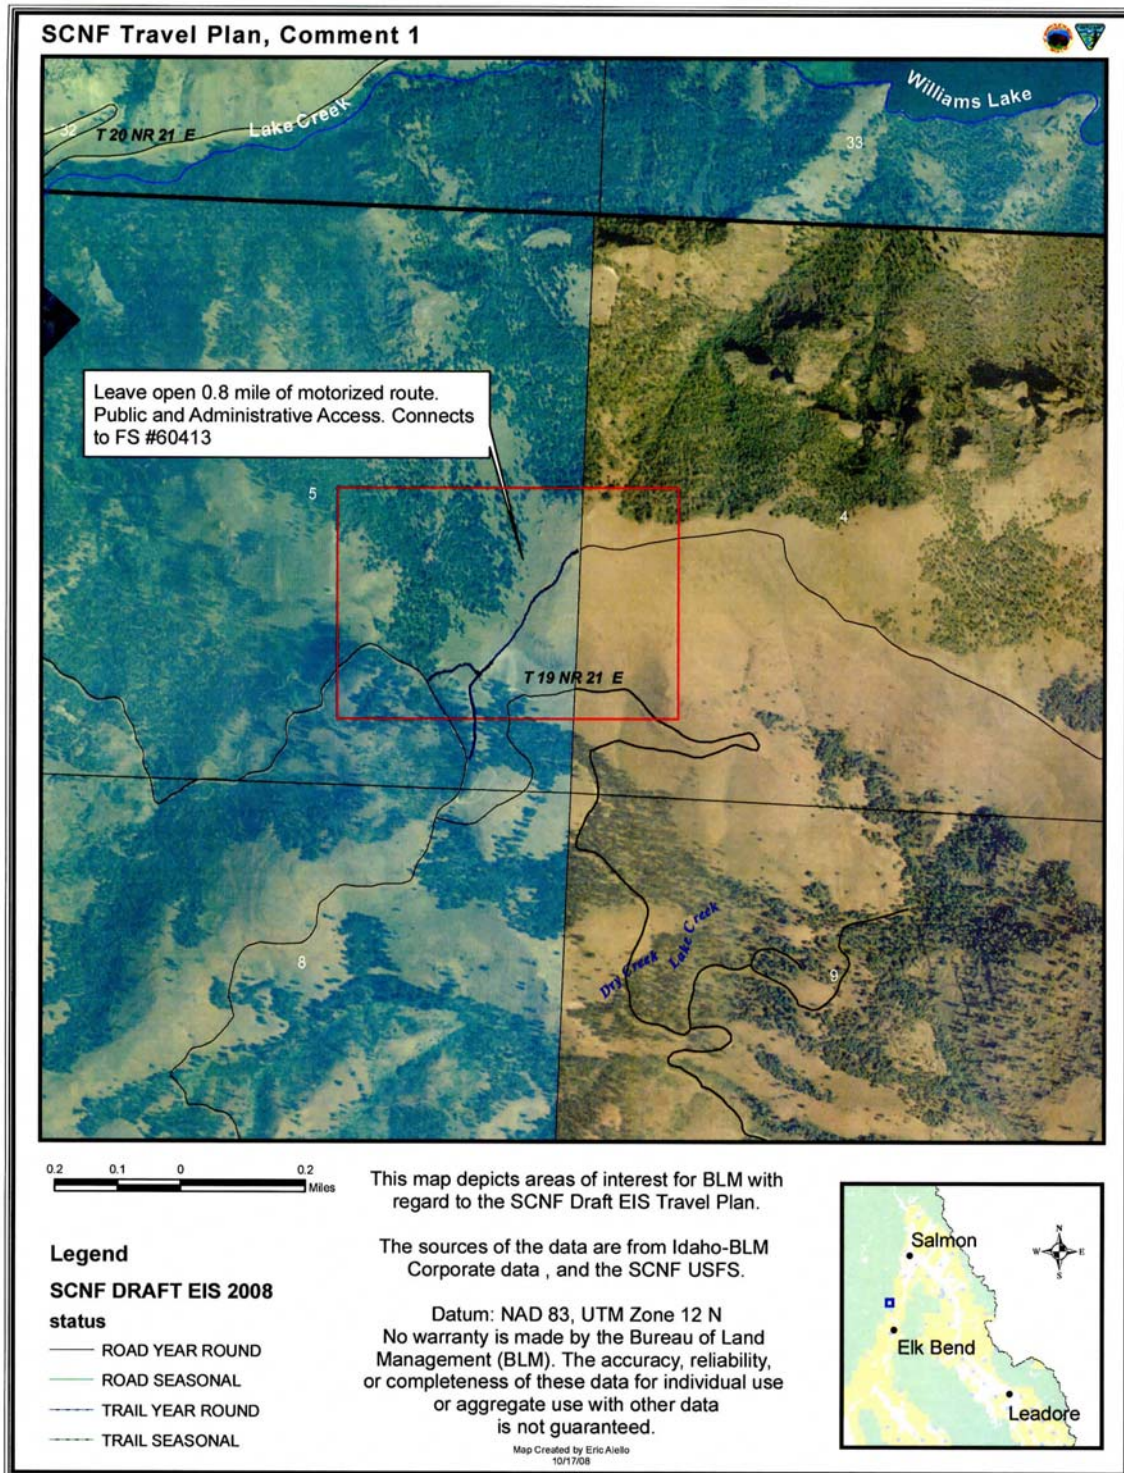 SCNF Travel Plan, Comment 1
Williams Lake
Lake Creek
32
T 20 NR 21 E
33
Leave open 0.8 mile of motorized route.
Public and Administrative Access. Connects
to FS #60413
5
4
T 19 NR 21 E
Dry Creek
Lake Creek
8
9
0.2 0.1 0 0.2
Miles
This map depicts areas of interest for BLM with
regard to the SCNF Draft EIS Travel Plan.
The sources of the data are from Idaho-BLM
Corporate data , and the SCNF USFS.
Datum: NAD 83, UTM Zone 12 N
No warranty is made by the Bureau of Land
Management (BLM). The accuracy, reliability,
or completeness of these data for individual use
or aggregate use with other data
is not guaranteed.
Map Created by Eric Aiello
10/17/08
Legend
SCNF DRAFT EIS 2008
status
ROAD YEAR ROUND
ROAD SEASONAL
TRAIL YEAR ROUND
TRAIL SEASONAL
Salmon
N
W E
S
Elk Bend
Leadore